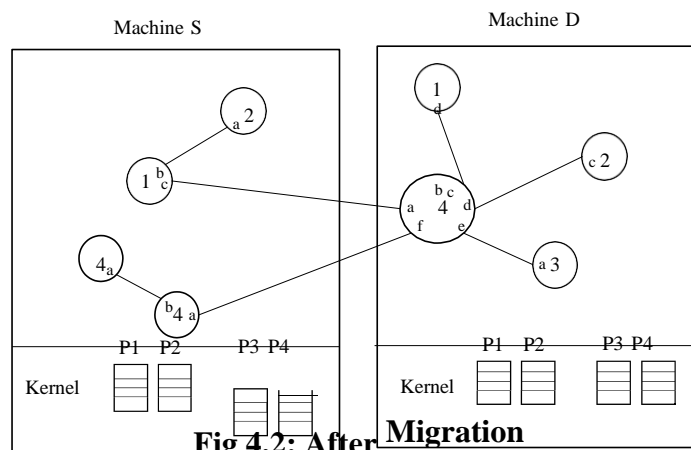 Machine S
Machine D
a 2
1 b c
4 a
b 4 a
1 d
c 2
a b c 4 d e f
a 3
P1 P2 P3 P4
Kernel
P1 P2 P3 P4
Kernel
Fig 4.2: After Migration